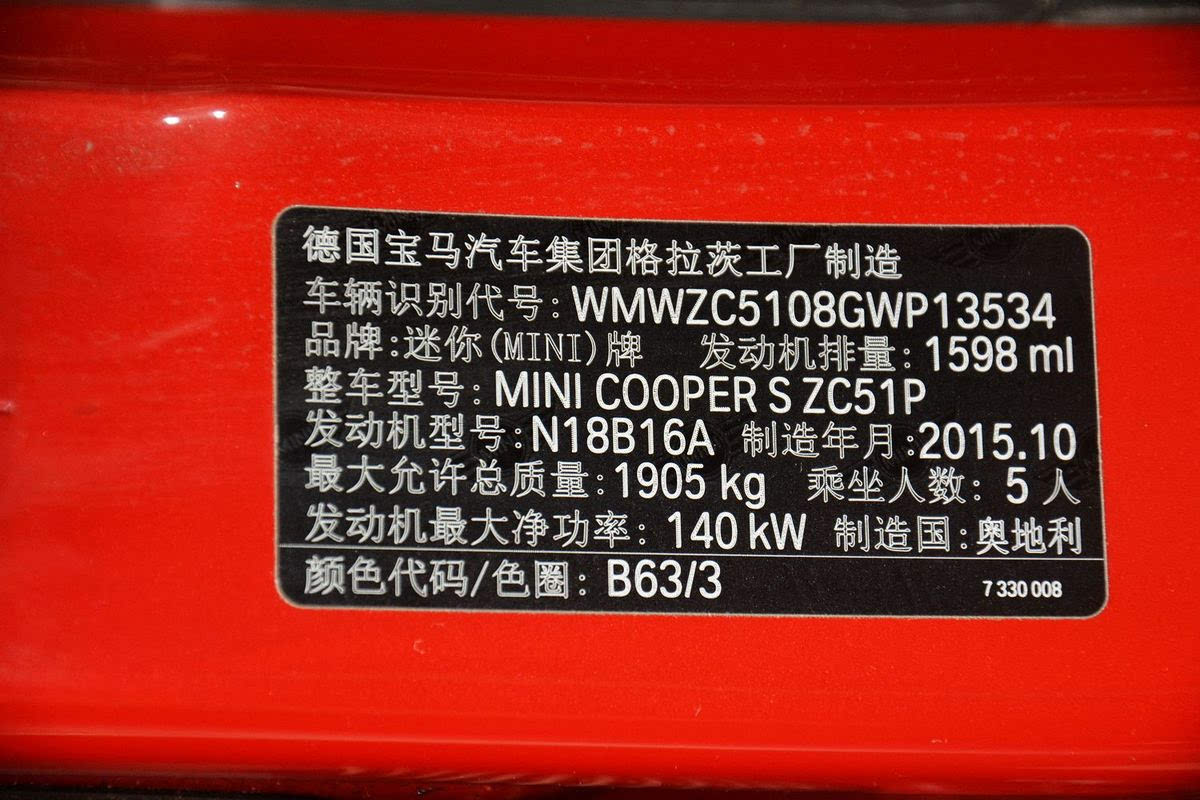 德国宝马汽车集团格拉茨工厂制造
车辆识别代号: WMWZC5108GWP13534
品牌:迷你(MINI)牌 发动机排量: 1598 ml
整车型号: MINI COOPER S ZC51P
发动机型号: N18B16A 制造年月:2015.10
最大允许总质量: 1905 kg 乘坐人数: 5 人
发动机最大净功率: 140 kW 制造国:奥地利
颜色代码/色圈: B63/3 7 330 008